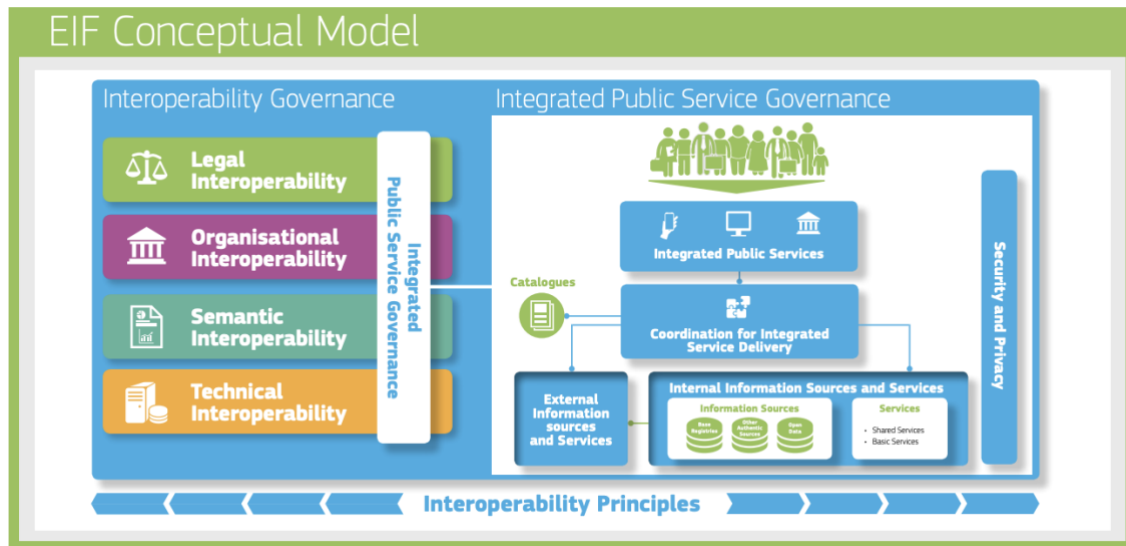 EIF Conceptual Model
Interoperability Governance
Legal
Interoperability
Organisational
Interoperability
Semantic
Interoperability
Technical
Interoperability
Integrated
Public Service Governance
Integrated Public Service Governance
Integrated Public Services
Catalogues
Coordination for Integrated
Service Delivery
External
Information
sources
and Services
Internal Information Sources and Services
Information Sources
Base
Registries
Other
Authentic
Sources
Open
Data
Services
• Shared Services
• Basic Services
Security and Privacy
Interoperability Principles